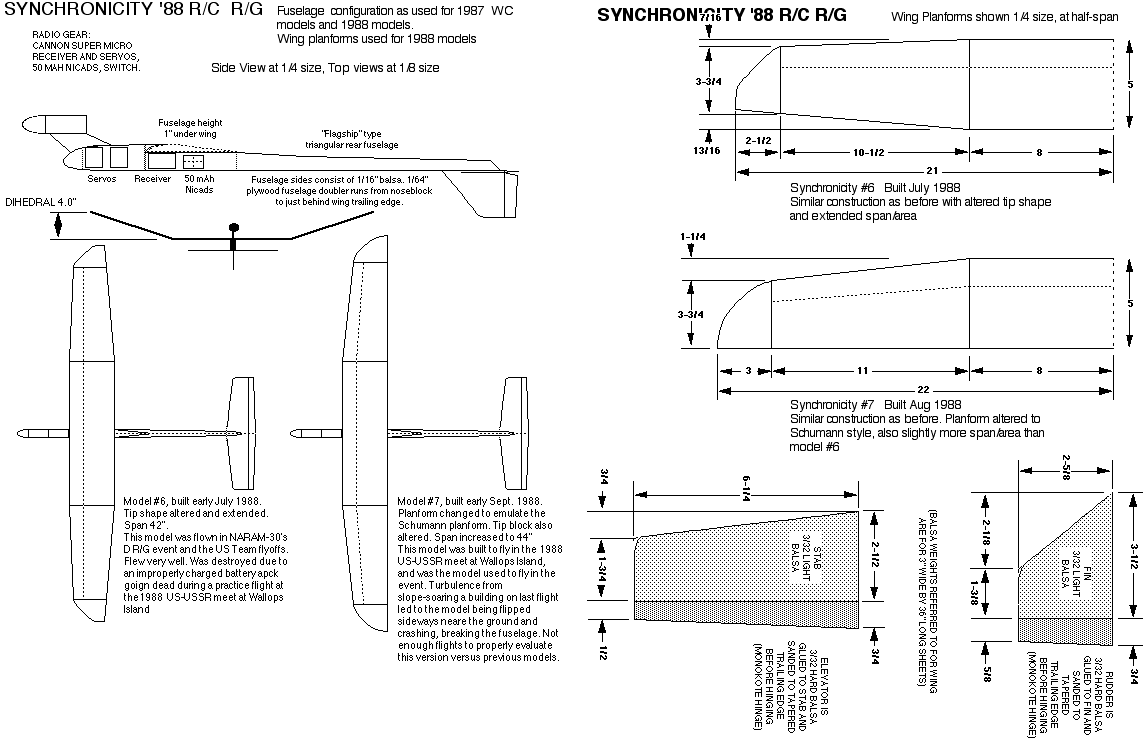 SYNCHRONICITY '88 R/C R/G
Fuselage configuration as used for 1987 WC
models and 1988 models.
Wing planforms used for 1988 models
RADIO GEAR:
CANNON SUPER MICRO
RECEIVER AND SERVOS,
50 MAH NICADS, SWITCH.
Side View at 1/4 size, Top views at 1/8 size
Fuselage height
1" under wing
"Flagship" type
triangular rear fuselage
Servos
Receiver
50 mAh
Nicads
Fuselage sides consist of 1/16" balsa. 1/64"
plywood fuselage doubler runs from noseblock
to just behind wing trailing edge.
DIHEDRAL 4.0"
Model #6, built early July 1988.
Tip shape altered and extended.
Span 42".
This model was flown in NARAM-30's
D R/G event and the US Team flyoffs.
Flew very well. Was destroyed due to
an improperly charged battery apck
goign dead during a practice flight at
the 1988 US-USSR meet at Wallops
Island
Model #7, built early Sept. 1988.
Planform changed to emulate the
Schumann planform. Tip block also
altered. Span increased to 44"
This model was built to fly in the 1988
US-USSR meet at Wallops Island,
and was the model used to fly in the
event. Turbulence from
slope-soaring a building on last flight
led to the model being flipped
sideways neare the ground and
crashing, breaking the fuselage. Not
enough flights to properly evaluate
this version versus previous models.
SYNCHRONICITY '88 R/C R/G
Wing Planforms shown 1/4 size, at half-span
7/16
3-3/4
13/16
2-1/2
10-1/2
8
21
5
Synchronicity #6 Built July 1988
Similar construction as before with altered tip shape
and extended span/area
1-1/4
3-3/4
3
11
8
22
5
Synchronicity #7 Built Aug 1988
Similar construction as before. Planform altered to
Schumann style, also slightly more span/area than
model #6
3/4
6-1/4
1-3/4
2-1/2
1/2
3/4
STAB
3/32 LIGHT
BALSA
ELEVATOR IS
3/32 HARD BALSA
GLUED TO STAB AND
SANDED TO TAPERED
TRAILING EDGE
BEFORE HINGING
(MONOKOTE HINGE)
(BALSA WEIGHTS REFERRED TO FOR WING
ARE FOR 3" WIDE BY 36" LONG SHEETS)
2-5/8
2-1/8
3-1/2
1-3/8
5/8
3/4
FIN
3/32 LIGHT
BALSA
RUDDER IS
3/32 HARD BALSA
GLUED TO FIN AND
SANDED TO
TAPERED
TRAILING EDGE
BEFORE HINGING
(MONOKOTE HINGE)